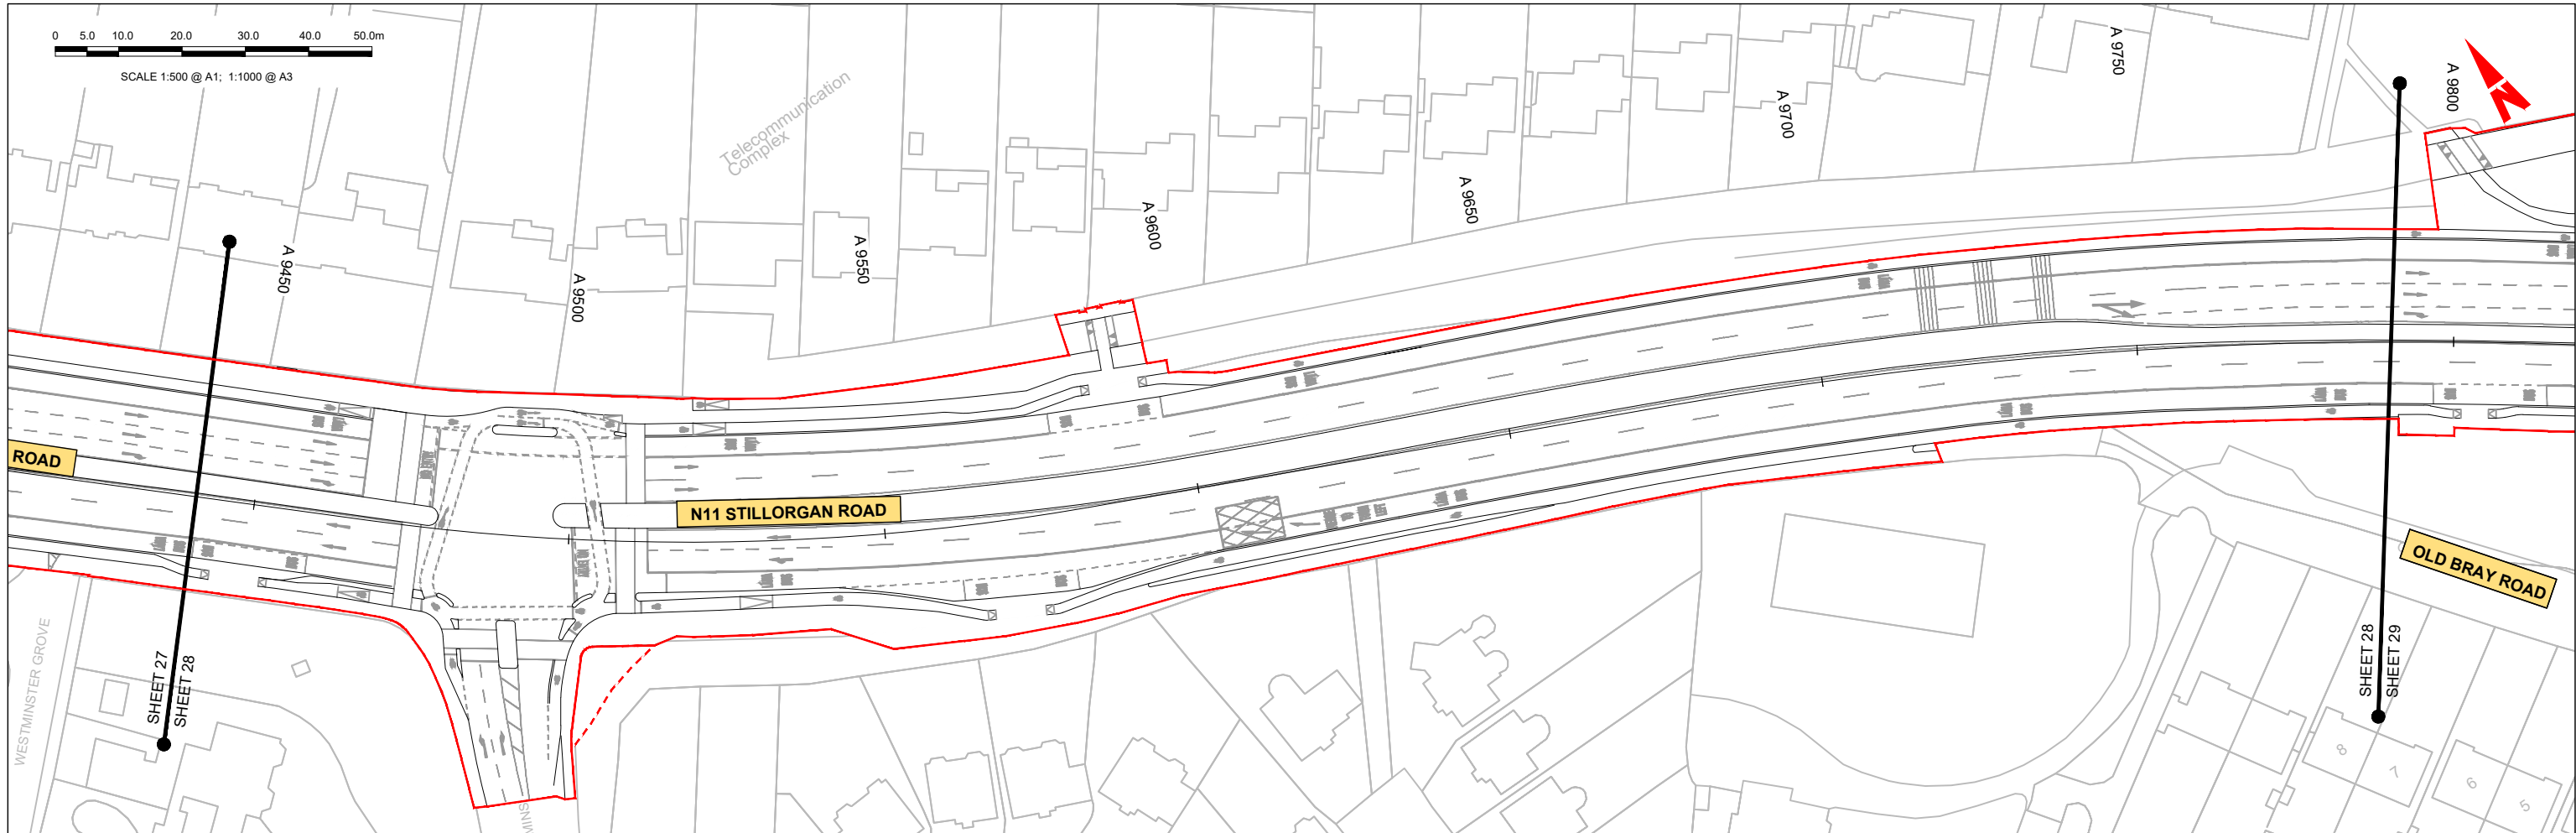 0 5.0 10.0 20.0 30.0 40.0 50.0m
SCALE 1:500 @ A1; 1:1000 @ A3
Telecommunication
Complex
A 9450
A 9500
A 9550
A 9600
A 9650
A 9700
A 9750
A 9800
N
ROAD
N11 STILLORGAN ROAD
OLD BRAY ROAD
WESTMINSTER GROVE
SHEET 27
SHEET 28
SHEET 28
SHEET 29
8
7
6
5